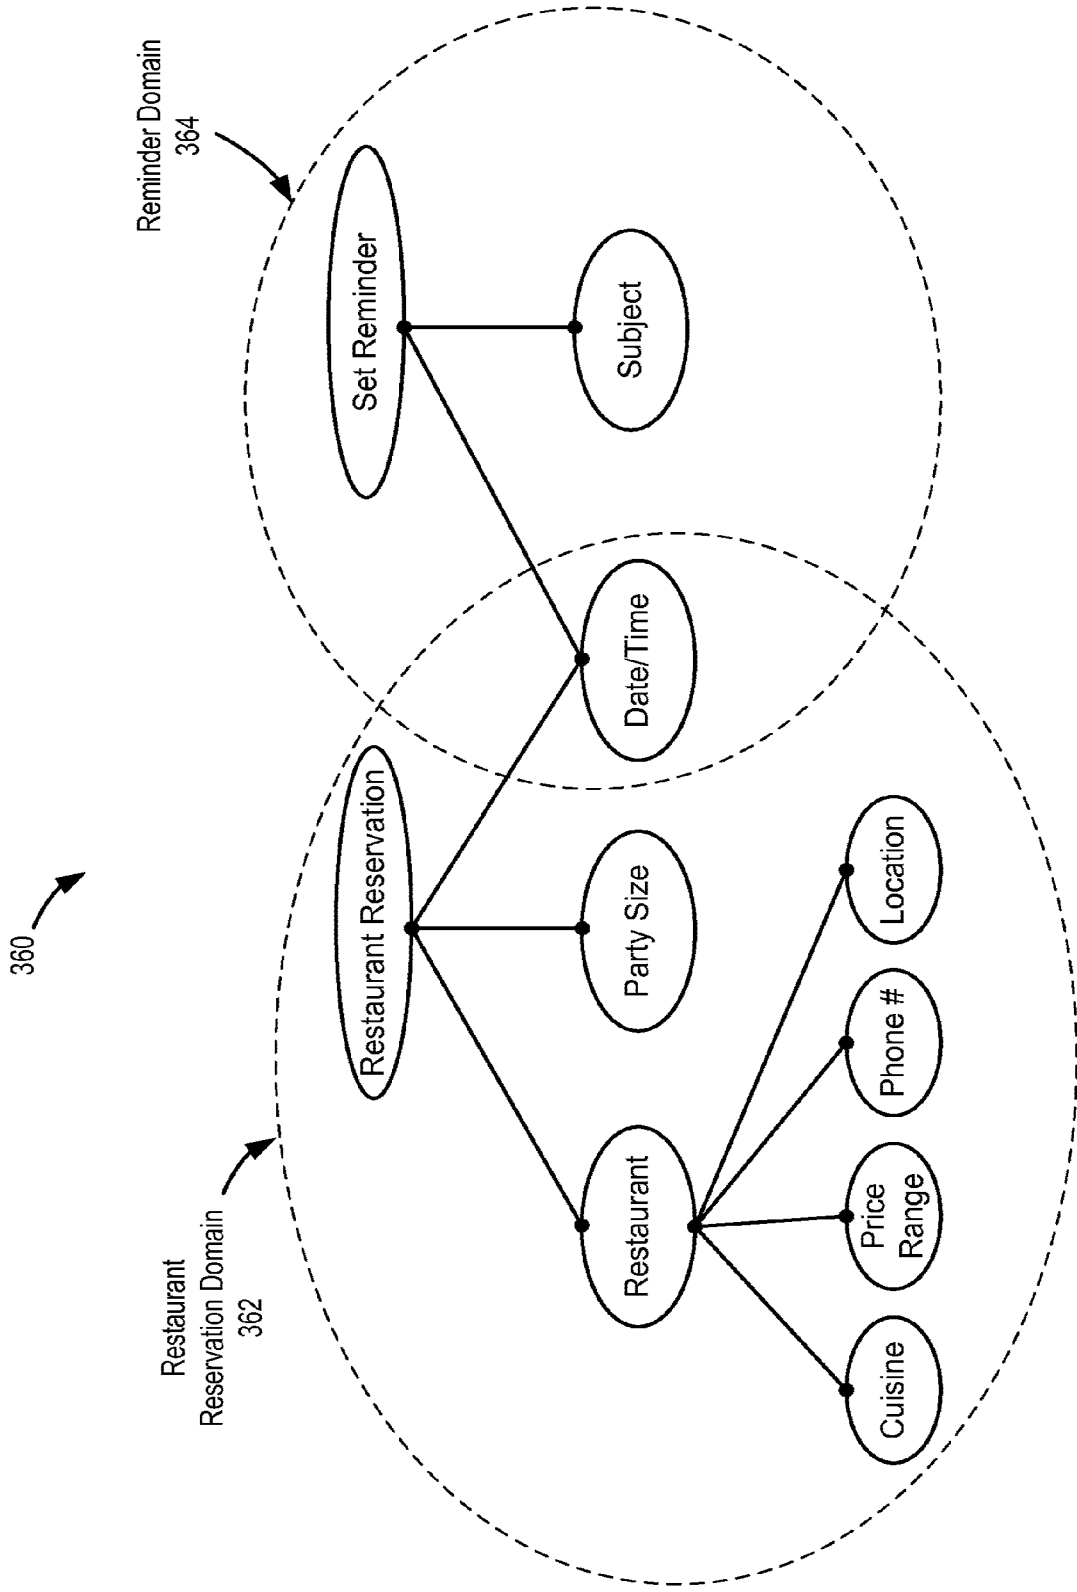 360
Restaurant
Reservation Domain
362
Reminder Domain
364
Restaurant Reservation
Set Reminder
Restaurant
Party Size
Date/Time
Subject
Cuisine
Price
Range
Phone #
Location